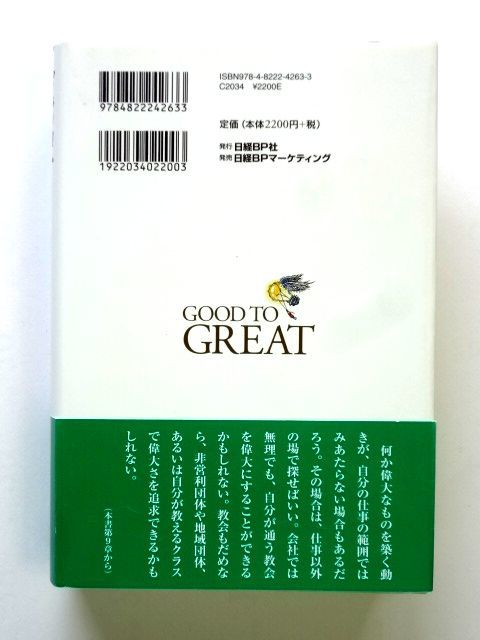 ISBN978-4-8222-4263-3
C2034 ¥2200E
9784822242633
定価（本体2200円+税）
発行 日経BP社
発売 日経BPマーケティング
1922034022003
GOOD TO
GREAT
何か偉大なものを築く動
きが、自分の仕事の範囲では
みあたらない場合もあるだ
ろう。その場合は、仕事以外
の場で探せばいい。会社では
無理でも、自分が通う教会
を偉大にすることができる
かもしれない。教会もだめな
ら、非営利団体や地域団体、
あるいは自分が教えるクラス
で偉大さを追求できるかも
しれない。
（本書第9章から）